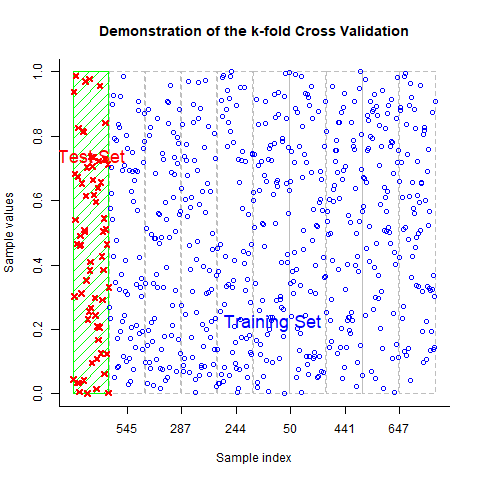 Demonstration of the k-fold Cross Validation
1.0
0.8
Test Set
0.6
0.4
Training Set
0.2
0.0
Sample values
545 287 244 50 441 647
Sample index